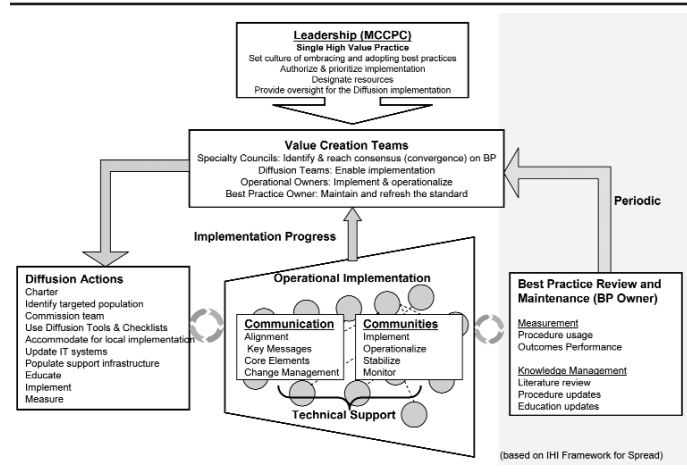 Leadership (MCCPC)
Single High Value Practice
Set culture of embracing and adopting best practices
Authorize & prioritize implementation
Designate resources
Provide oversight for the Diffusion implementation
Value Creation Teams
Specialty Councils: Identify & reach consensus (convergence) on BP
Diffusion Teams: Enable implementation
Operational Owners: Implement & operationalize
Best Practice Owner: Maintain and refresh the standard
Periodic
Implementation Progress
Diffusion Actions
Charter
Identify targeted population
Commission team
Use Diffusion Tools & Checklists
Accommodate for local implementation
Update IT systems
Populate support infrastructure
Educate
Implement
Measure
Operational Implementation
Communication
Alignment
Key Messages
Core Elements
Change Management
Communities
Implement
Operationalize
Stabilize
Monitor
Technical Support
Best Practice Review and
Maintenance (BP Owner)
Measurement
Procedure usage
Outcomes Performance
Knowledge Management
Literature review
Procedure updates
Education updates
(based on IHI Framework for Spread)